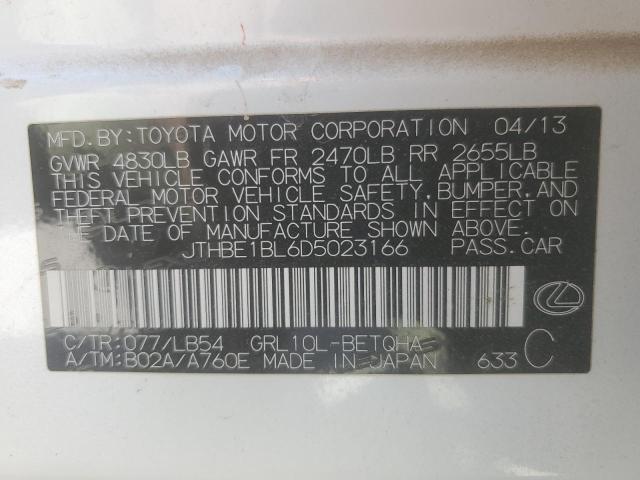 MFD.BY:TOYOTA MOTOR CORPORATION 04/13
GVWR 4830LB GAWR FR 2470LB RR 2655LB
THIS VEHICLE CONFORMS TO ALL APPLICABLE
FEDERAL MOTOR VEHICLE SAFETY,BUMPER,AND
THEFT PREVENTION STANDARDS IN EFFECT ON
THE DATE OF MANUFACTURE SHOWN ABOVE.
JTHBE1BL6D5023166 PASS.CAR
C/TR:077/LB54 GRL10L-BETQHA
A/TM:B02A/A760E MADE IN JAPAN 633 C